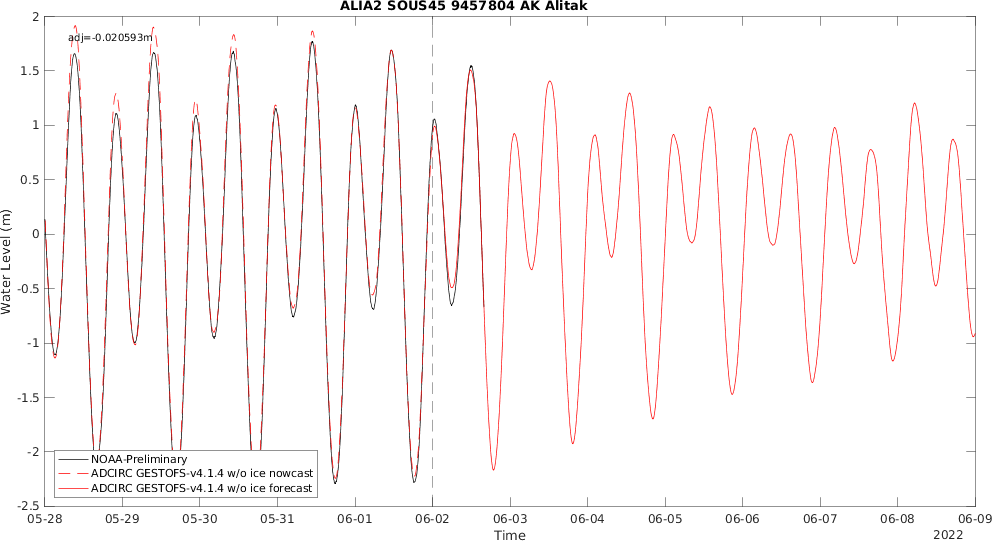 ALIA2 SOUS45 9457804 AK Alitak
adj=-0.020593m
2
1.5
1
0.5
0
-0.5
-1
-1.5
-2
-2.5
Water Level (m)
NOAA-Preliminary
ADCIRC GESTOFS-v4.1.4 w/o ice nowcast
ADCIRC GESTOFS-v4.1.4 w/o ice forecast
05-28 05-29 05-30 05-31 06-01 06-02 06-03 06-04 06-05 06-06 06-07 06-08 06-09
Time
2022